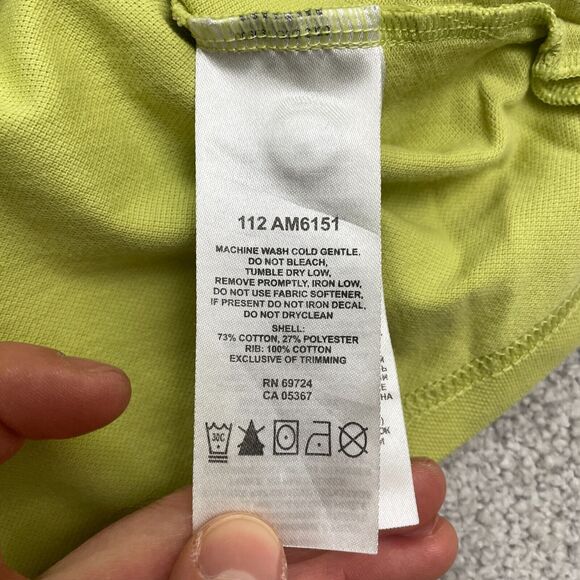 112 AM6151
MACHINE WASH COLD GENTLE,
DO NOT BLEACH,
TUMBLE DRY LOW,
REMOVE PROMPTLY, IRON LOW,
DO NOT USE FABRIC SOFTENER,
IF PRESENT DO NOT IRON DECAL,
DO NOT DRYCLEAN
SHELL:
73% COTTON, 27% POLYESTER
RIB: 100% COTTON
EXCLUSIVE OF TRIMMING
RN 69724
CA 05367
30C